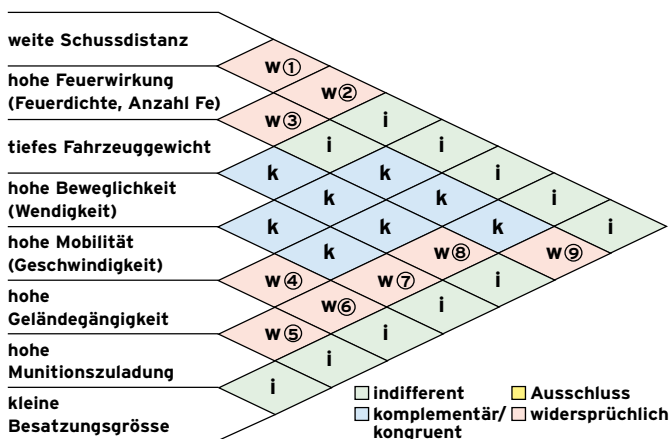 weite Schussdistanz
hohe Feuerwirkung
(Feuerdichte, Anzahl Fe)
tiefes Fahrzeuggewicht
hohe Beweglichkeit
(Wendigkeit)
hohe Mobilität
(Geschwindigkeit)
hohe
Geländegängigkeit
hohe
Munitionszuladung
kleine
Besatzungsgrösse
w①
w②
w③ i
i i
k k i
k k i
k k k i
k w⑧ w⑨
w④ w⑦ i
w⑥ i
w⑤ i
i
i
indifferent
komplementär/
kongruent
Ausschluss
widersprüchlich